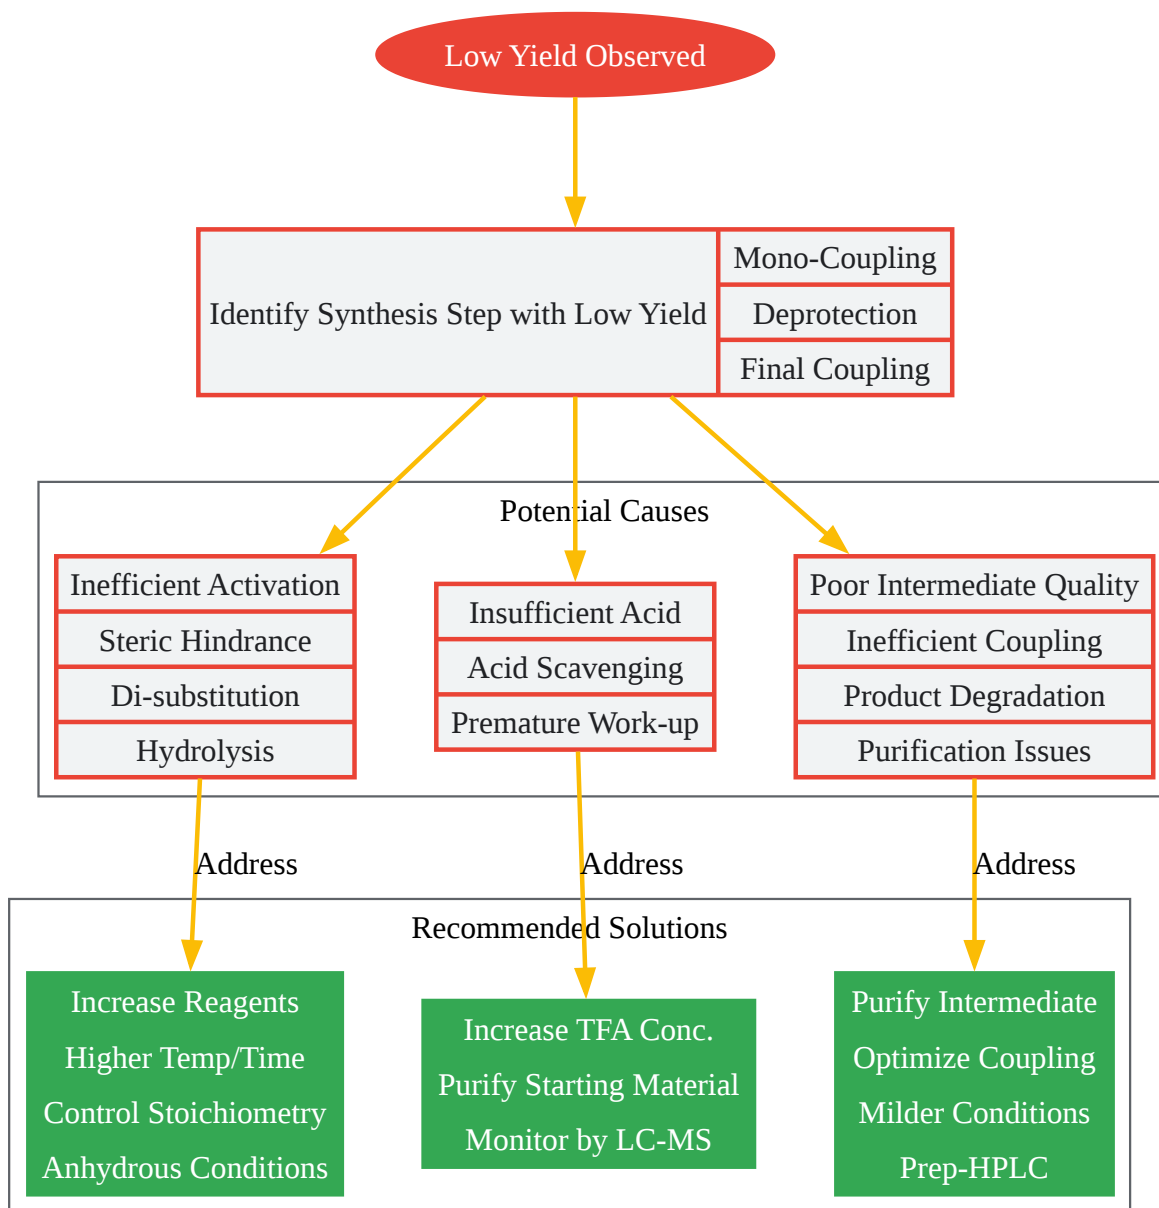 Low Yield Observed
Identify Synthesis Step with Low Yield
Mono-Coupling
Deprotection
Final Coupling
Potential Causes
Inefficient Activation
Steric Hindrance
Di-substitution
Hydrolysis
Insufficient Acid
Acid Scavenging
Premature Work-up
Poor Intermediate Quality
Inefficient Coupling
Product Degradation
Purification Issues
Address
Address
Address
Recommended Solutions
Increase Reagents
Higher Temp/Time
Control Stoichiometry
Anhydrous Conditions
Increase TFA Conc.
Purify Starting Material
Monitor by LC-MS
Purify Intermediate
Optimize Coupling
Milder Conditions
Prep-HPLC